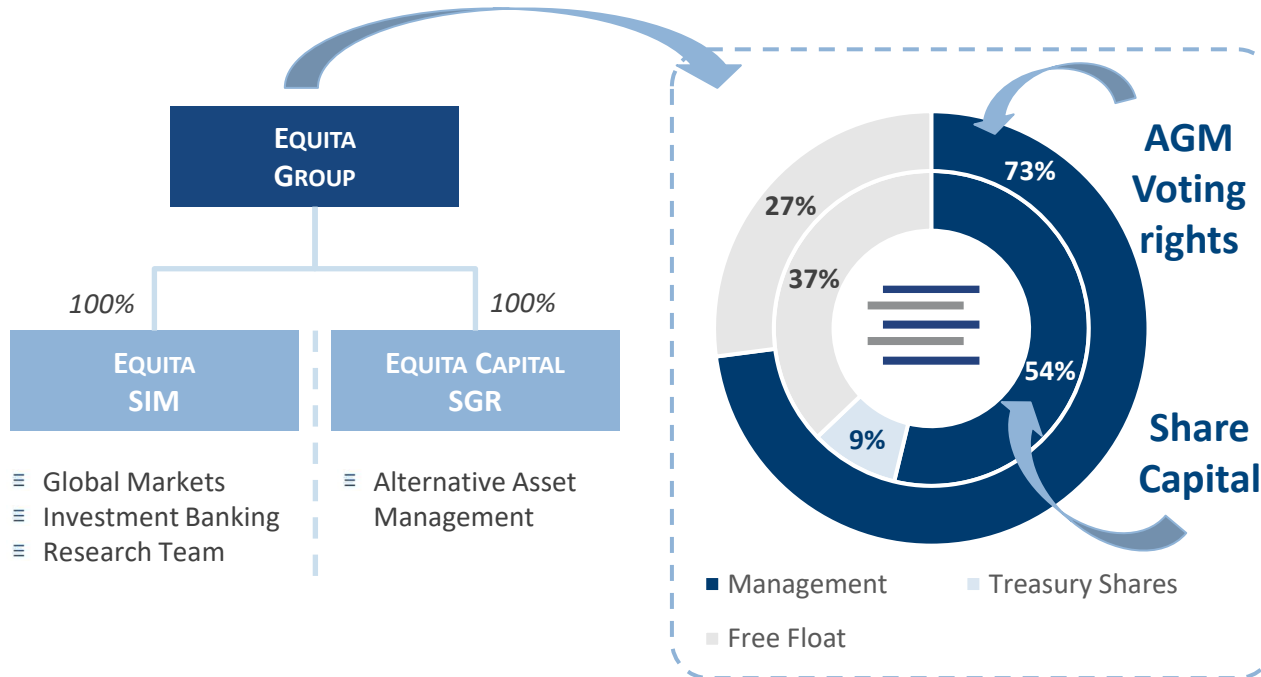 EQUITA
GROUP
100%
100%
EQUITA
SIM
EQUITA CAPITAL
SGR
Global Markets
Investment Banking
Research Team
Alternative Asset
Management
AGM
Voting
rights
73%
27%
37%
54%
9%
Share
Capital
Management
Treasury Shares
Free Float